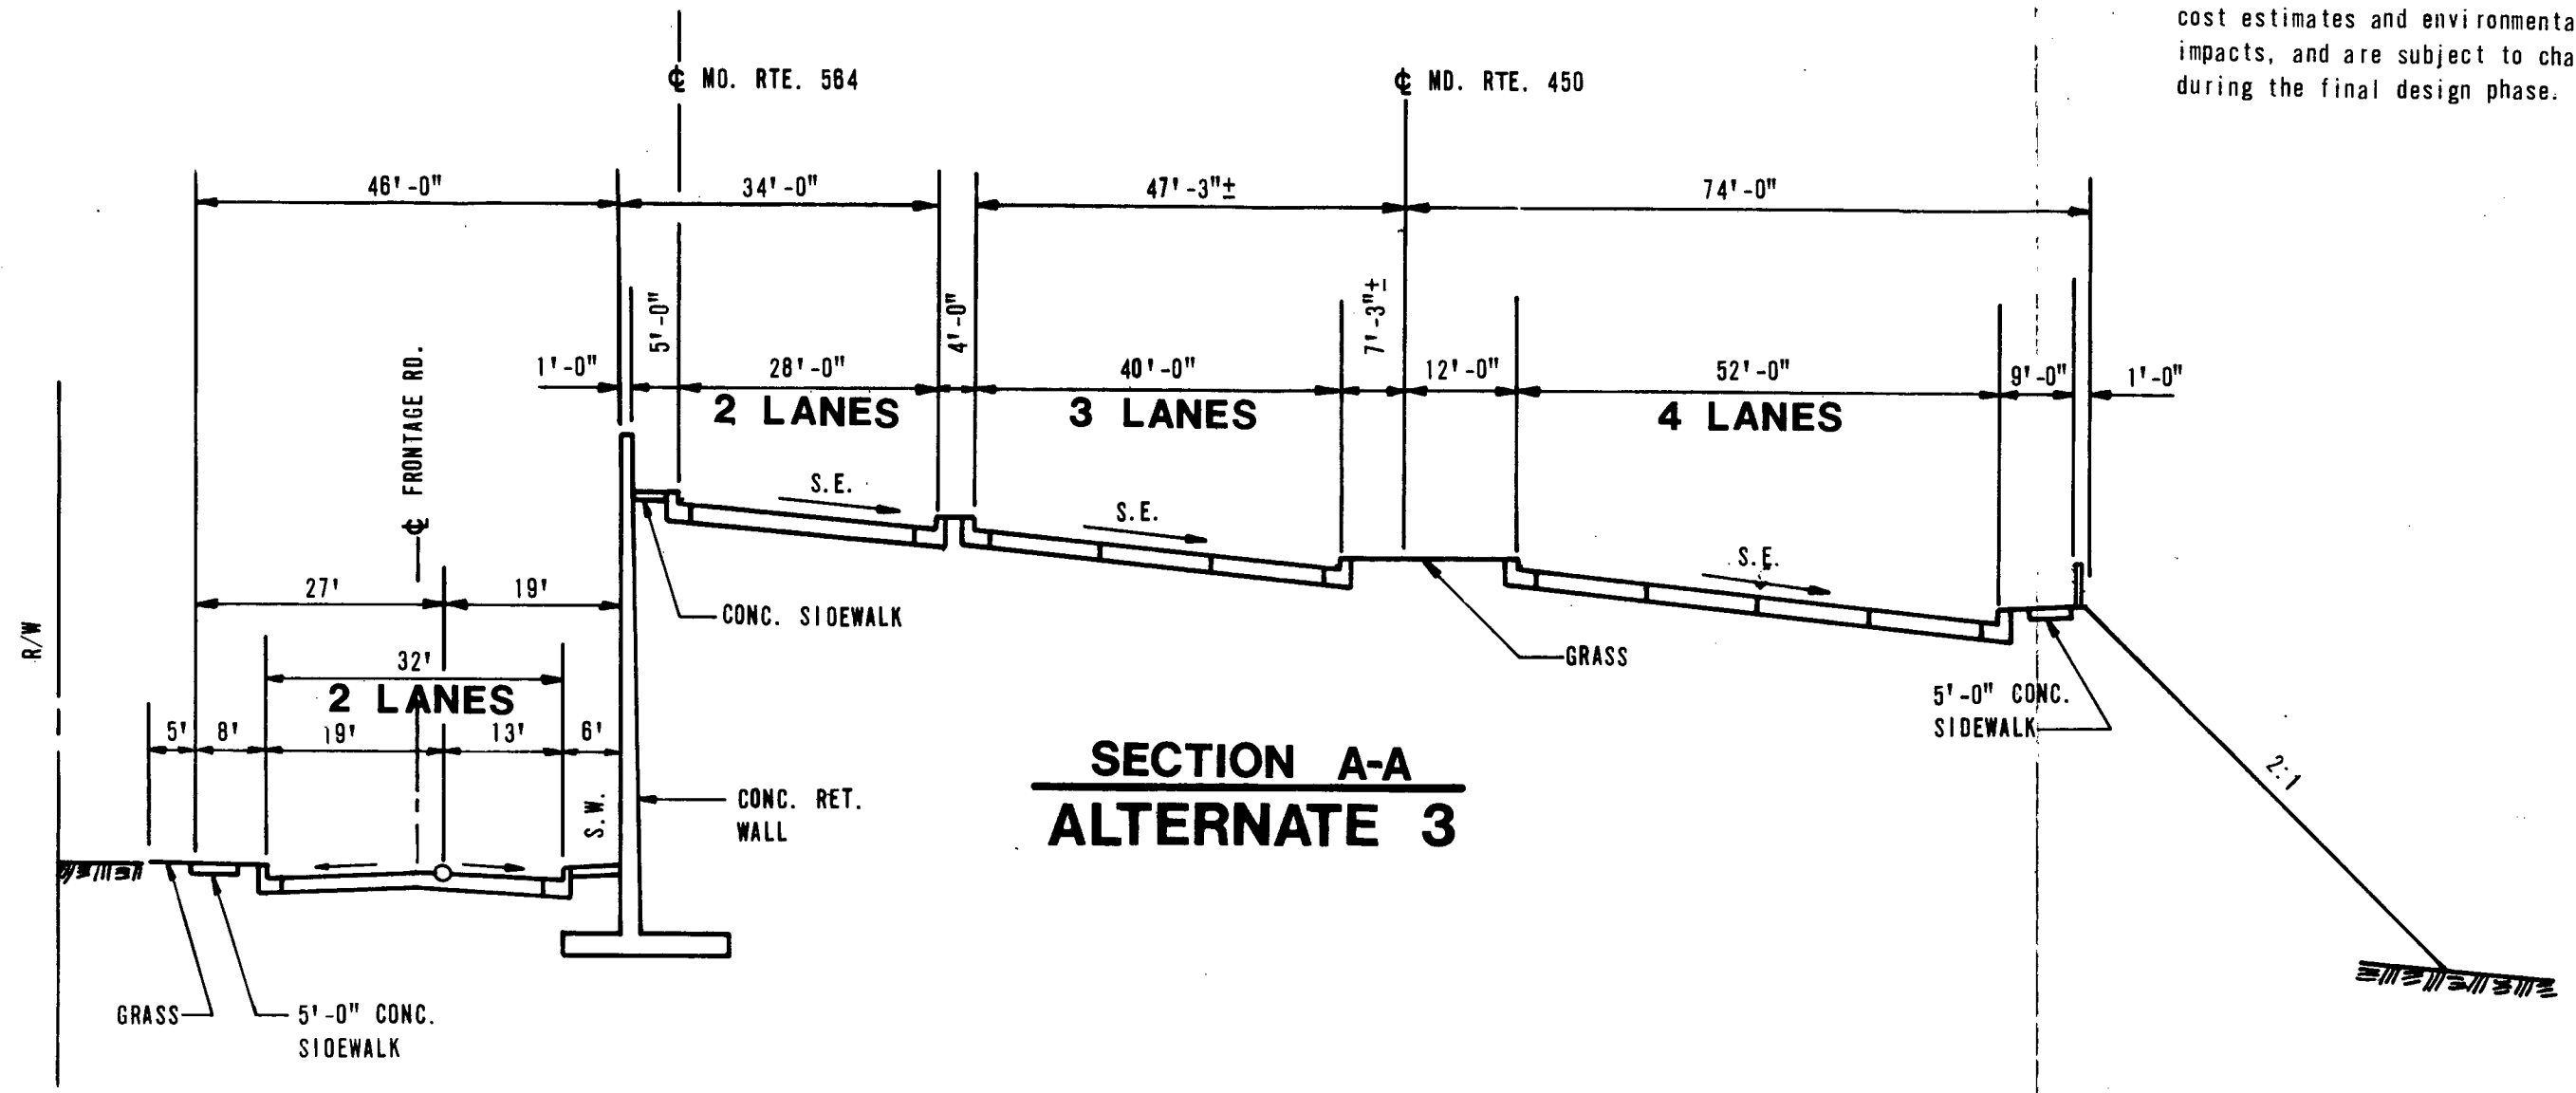 cost estimates and environmenta
impacts, and are subject to cha
during the final design phase.
℄ MO. RTE. 564
℄ MD. RTE. 450
46'-0"
34'-0"
47'-3"±
74'-0"
5'-0"
4'-0"
7'-3"±
1'-0"
28'-0"
40'-0"
12'-0"
52'-0"
9'-0"
1'-0"
2 LANES
3 LANES
4 LANES
℄ FRONTAGE RD.
S.E.
S.E.
S.E.
27'
19'
CONC. SIDEWALK
R/W
GRASS
32'
2 LANES
5'
8'
19'
13'
6'
5'-0" CONC.
SIDEWALK
S.W.
CONC. RET.
WALL
SECTION A-A
ALTERNATE 3
2:1
GRASS
5'-0" CONC.
SIDEWALK